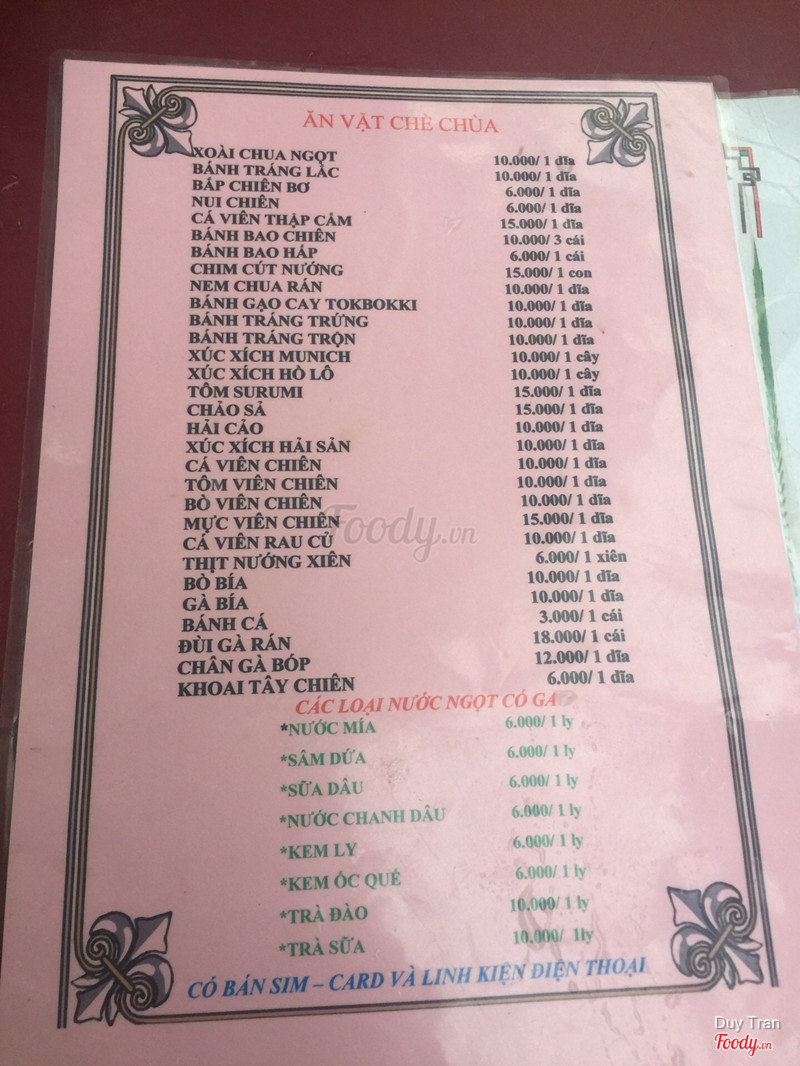 ĂN VẶT CHÈ CHÙA
XOÀI CHUA NGỌT 10.000/ 1 dĩa
BÁNH TRÁNG LẮC 10.000/ 1 dĩa
BẮP CHIÊN BƠ 6.000/ 1 dĩa
NUI CHIÊN 6.000/ 1 dĩa
CÁ VIÊN THẬP CẢM 15.000/ 1 dĩa
BÁNH BAO CHIÊN 10.000/ 3 cái
BÁNH BAO HẤP 6.000/ 1 cái
CHIM CÚT NƯỚNG 15.000/ 1 con
NEM CHUA RÁN 10.000/ 1 dĩa
BÁNH GẠO CAY TOKBOKKI 10.000/ 1 dĩa
BÁNH TRÁNG TRỨNG 10.000/ 1 dĩa
BÁNH TRÁNG TRỘN 10.000/ 1 dĩa
XÚC XÍCH MUNICH 10.000/ 1 cây
XÚC XÍCH HÒ LÔ 10.000/ 1 cây
TÔM SURUMI 15.000/ 1 dĩa
CHẢO SẢ 15.000/ 1 dĩa
HẢI CẢO 10.000/ 1 dĩa
XÚC XÍCH HẢI SẢN 10.000/ 1 dĩa
CÁ VIÊN CHIÊN 10.000/ 1 dĩa
TÔM VIÊN CHIÊN 10.000/ 1 dĩa
BÒ VIÊN CHIÊN 10.000/ 1 dĩa
MỰC VIÊN CHIÊN 15.000/ 1 dĩa
CÁ VIÊN RAU CỦ 10.000/ 1 dĩa
THỊT NƯỚNG XIÊN 6.000/ 1 xiên
BÒ BÍA 10.000/ 1 dĩa
GÀ BÍA 10.000/ 1 dĩa
BÁNH CÁ 3.000/ 1 cái
ĐÙI GÀ RÁN 18.000/ 1 cái
CHÂN GÀ BÓP 12.000/ 1 dĩa
KHOAI TÂY CHIÊN 6.000/ 1 dĩa
CÁC LOẠI NƯỚC NGỌT CÓ GA
*NƯỚC MÍA 6.000/ 1 ly
*SÂM DỨA 6.000/ 1 ly
*SỮA DÂU 6.000/ 1 ly
*NƯỚC CHANH DÂU 6.000/ 1 ly
*KEM LY 6.000/ 1 ly
*KEM ỐC QUẾ 6.000/ 1 ly
*TRÀ ĐÀO 10.000/ 1 ly
*TRÀ SỮA 10.000/ 1ly
CÓ BÁN SIM – CARD VÀ LINH KIỆN ĐIỆN THOẠI
Foody.vn
Duy Tran
Foody.vn